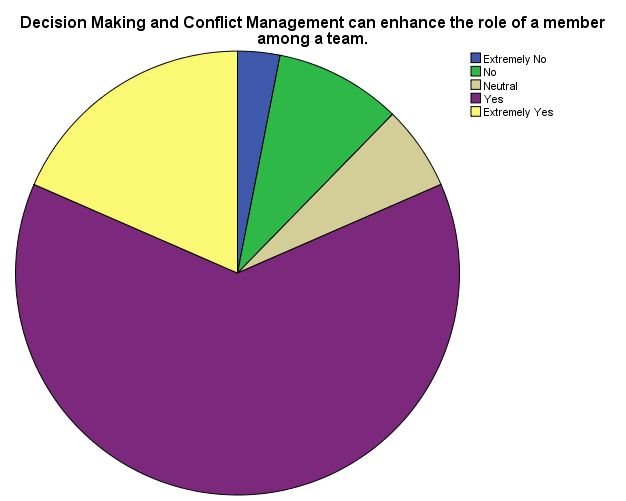 Decision Making and Conflict Management can enhance the role of a member
among a team.
Extremely No
No
Neutral
Yes
Extremely Yes